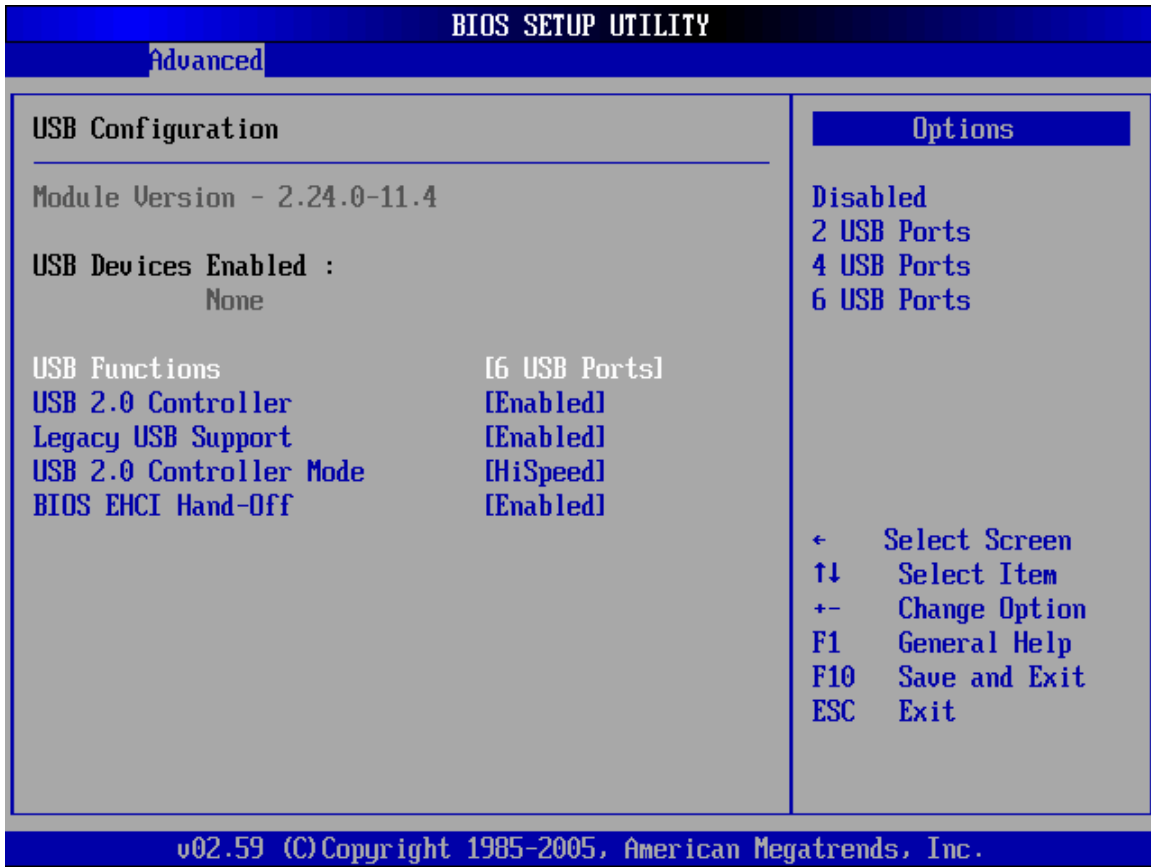 BIOS SETUP UTILITY
Advanced
USB Configuration
Module Version - 2.24.0-11.4
USB Devices Enabled :
None
USB Functions [6 USB Ports]
USB 2.0 Controller [Enabled]
Legacy USB Support [Enabled]
USB 2.0 Controller Mode [HiSpeed]
BIOS EHCI Hand-Off [Enabled]
Options
Disabled
2 USB Ports
4 USB Ports
6 USB Ports
← Select Screen
↑↓ Select Item
+- Change Option
F1 General Help
F10 Save and Exit
ESC Exit
v02.59 (C)Copyright 1985-2005, American Megatrends, Inc.